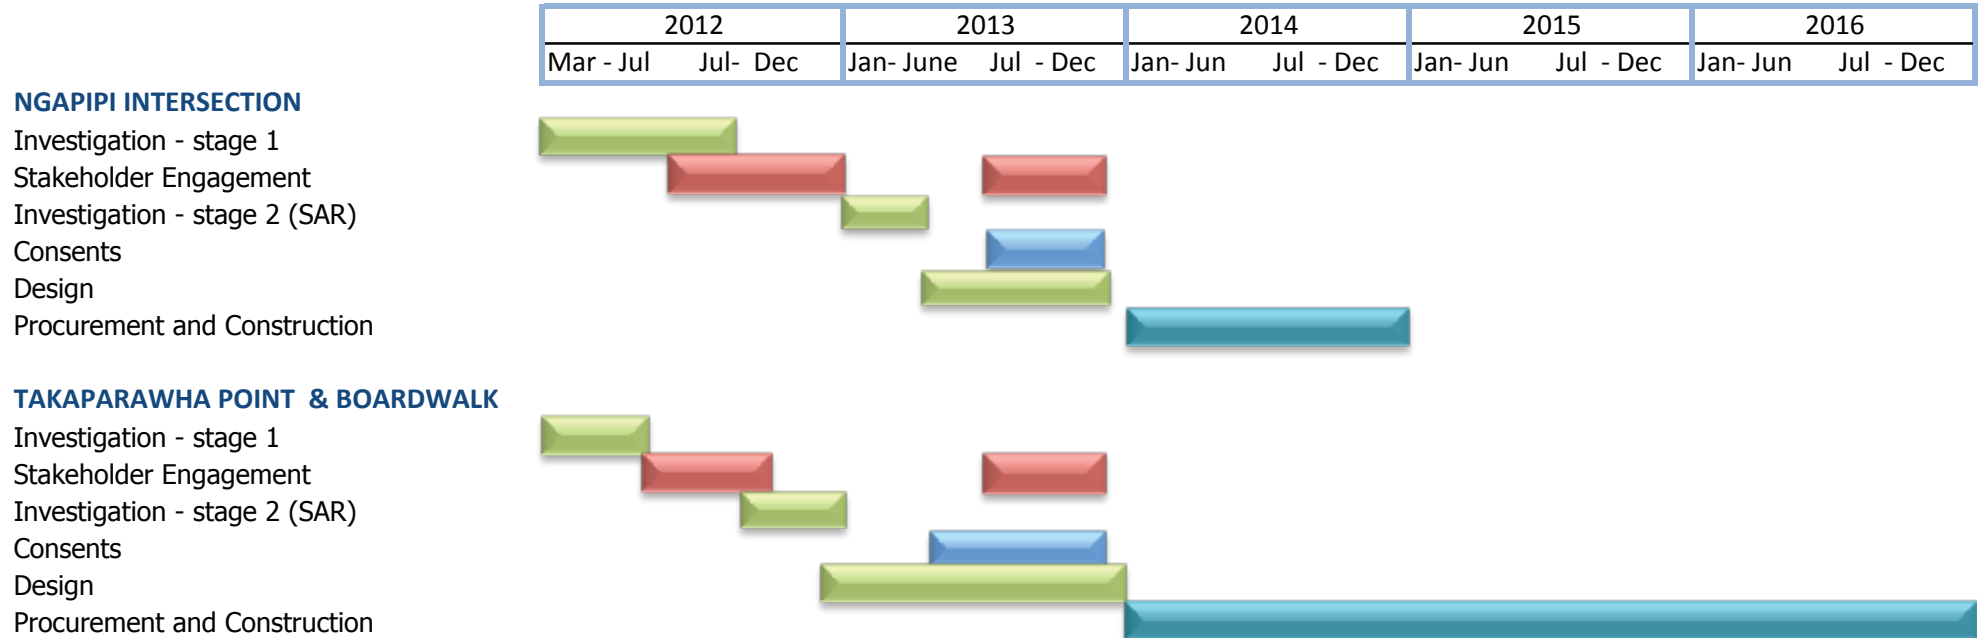 2012 2013 2014 2015 2016
Mar - Jul Jul- Dec Jan- June Jul - Dec Jan- Jun Jul - Dec Jan- Jun Jul - Dec Jan- Jun Jul - Dec
NGAPIPI INTERSECTION
Investigation - stage 1
Stakeholder Engagement
Investigation - stage 2 (SAR)
Consents
Design
Procurement and Construction
TAKAPARAWHA POINT & BOARDWALK
Investigation - stage 1
Stakeholder Engagement
Investigation - stage 2 (SAR)
Consents
Design
Procurement and Construction